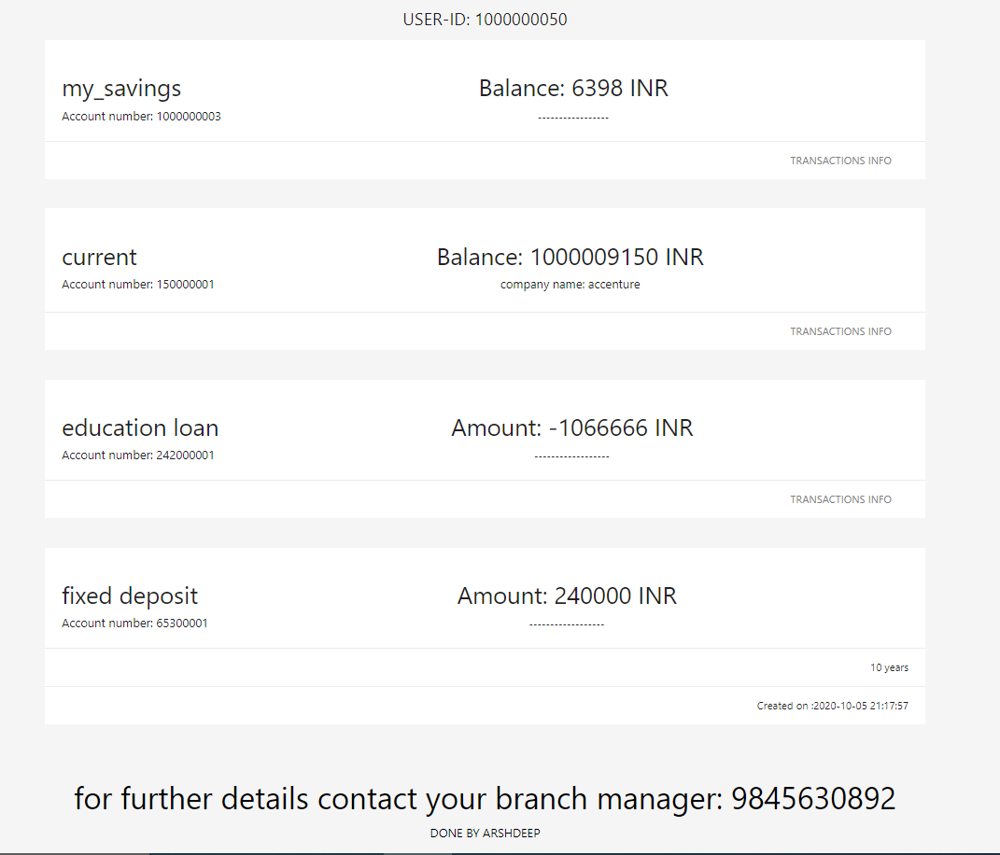 USER-ID: 1000000050
my_savings
Balance: 6398 INR
Account number: 1000000003
-----------------
TRANSACTIONS INFO
current
Balance: 1000009150 INR
Account number: 150000001
company name: accenture
TRANSACTIONS INFO
education loan
Amount: -1066666 INR
Account number: 242000001
------------------
TRANSACTIONS INFO
fixed deposit
Amount: 240000 INR
Account number: 65300001
------------------
10 years
Created on :2020-10-05 21:17:57
for further details contact your branch manager: 9845630892
DONE BY ARSHDEEP